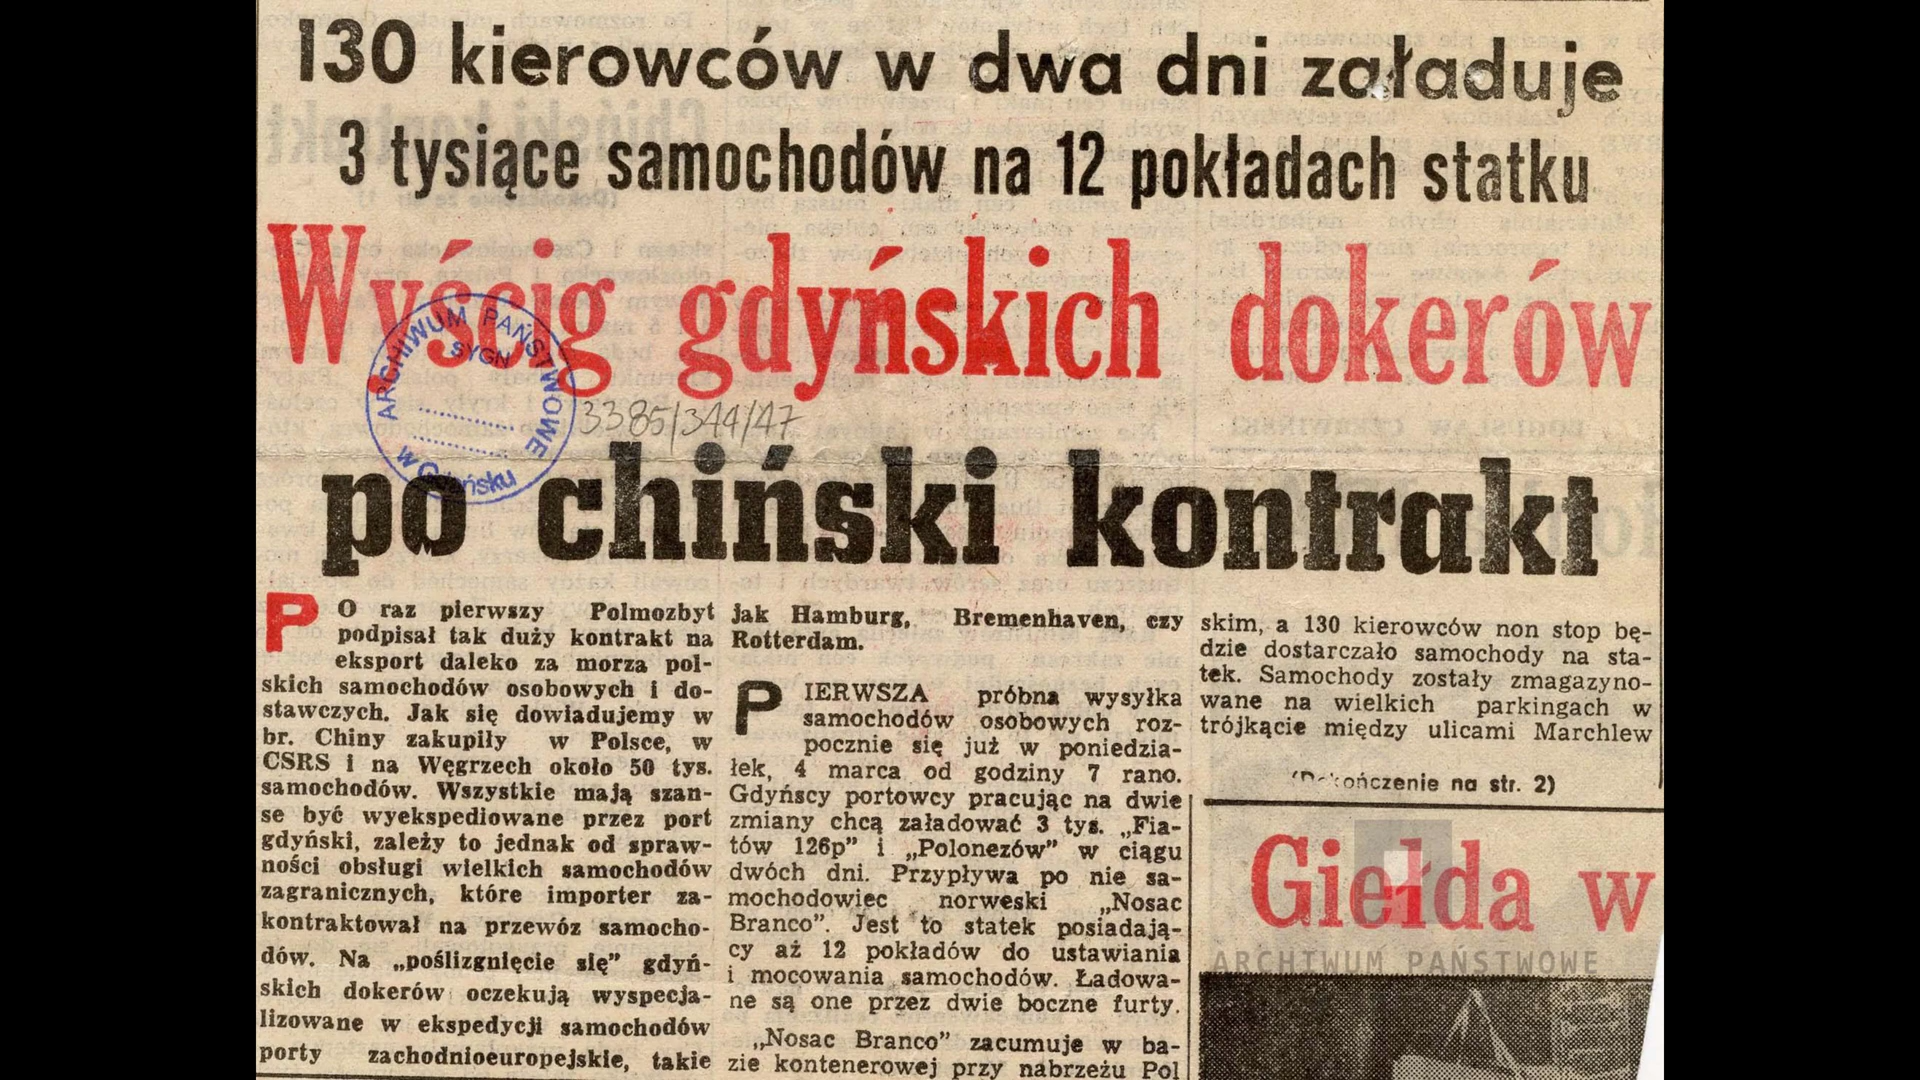 130 kierowców w dwa dni załaduje
3 tysiące samochodów na 12 pokładach statku
Wyścig gdyńskich dokerów
ARCHIWUM PAŃSTWOWE
SYGN
w Gdańsku
3385/344/47
po chiński kontrakt
PO raz pierwszy Polmozbyt
podpisał tak duży kontrakt na
eksport daleko za morza pol-
skich samochodów osobowych i do-
stawczych. Jak się dowiadujemy w
br. Chiny zakupiły w Polsce, w
CSRS i na Węgrzech około 50 tys.
samochodów. Wszystkie mają szan-
se być wyekspediowane przez port
gdyński, zależy to jednak od spraw-
ności obsługi wielkich samochodów
zagranicznych, które importer za-
kontraktował na przewóz samocho-
dów. Na „poślizgnięcie się” gdyń-
skich dokerów oczekują wyspecja-
lizowane w ekspedycji samochodów
porty zachodnioeuropejskie, takie
jak Hamburg, Bremenhaven, czy
Rotterdam.
PIERWSZA próbna wysyłka
samochodów osobowych roz-
pocznie się już w poniedzia-
łek, 4 marca od godziny 7 rano.
Gdyńscy portowcy pracując na dwie
zmiany chcą załadować 3 tys. „Fia-
tów 126p” i „Polonezów” w ciągu
dwóch dni. Przypływa po nie sa-
mochodowiec norweski „Nosac
Branco”. Jest to statek posiadają-
cy aż 12 pokładów do ustawiania
i mocowania samochodów. Ładowa-
ne są one przez dwie boczne furty.
„Nosac Branco” zacumuje w ba-
zie kontenerowej przy nabrzeżu Pol
skim, a 130 kierowców non stop bę-
dzie dostarczało samochody na sta-
tek. Samochody zostały zmagazyno-
wane na wielkich parkingach w
trójkącie między ulicami Marchlew
(Dokończenie na str. 2)
Giełda w
ARCHIWUM PAŃSTWOWE